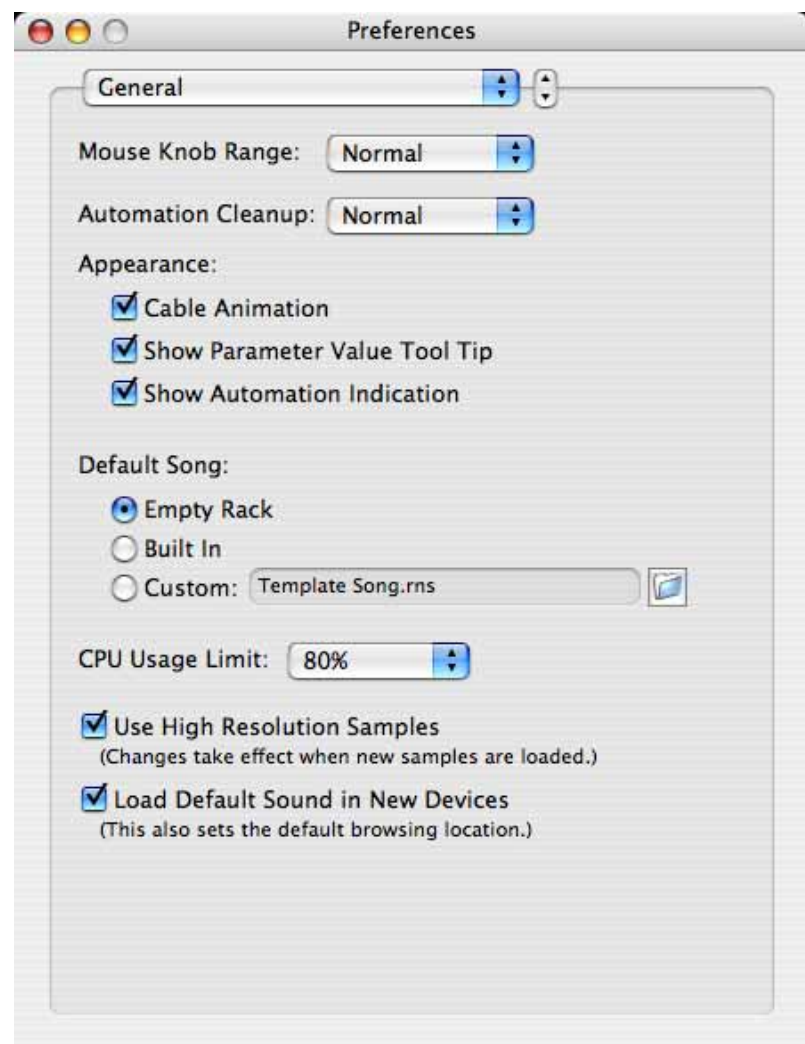 Preferences
General
Mouse Knob Range: Normal
Automation Cleanup: Normal
Appearance:
Cable Animation
Show Parameter Value Tool Tip
Show Automation Indication
Default Song:
Empty Rack
Built In
Custom: Template Song.rns
CPU Usage Limit: 80%
Use High Resolution Samples
(Changes take effect when new samples are loaded.)
Load Default Sound in New Devices
(This also sets the default browsing location.)